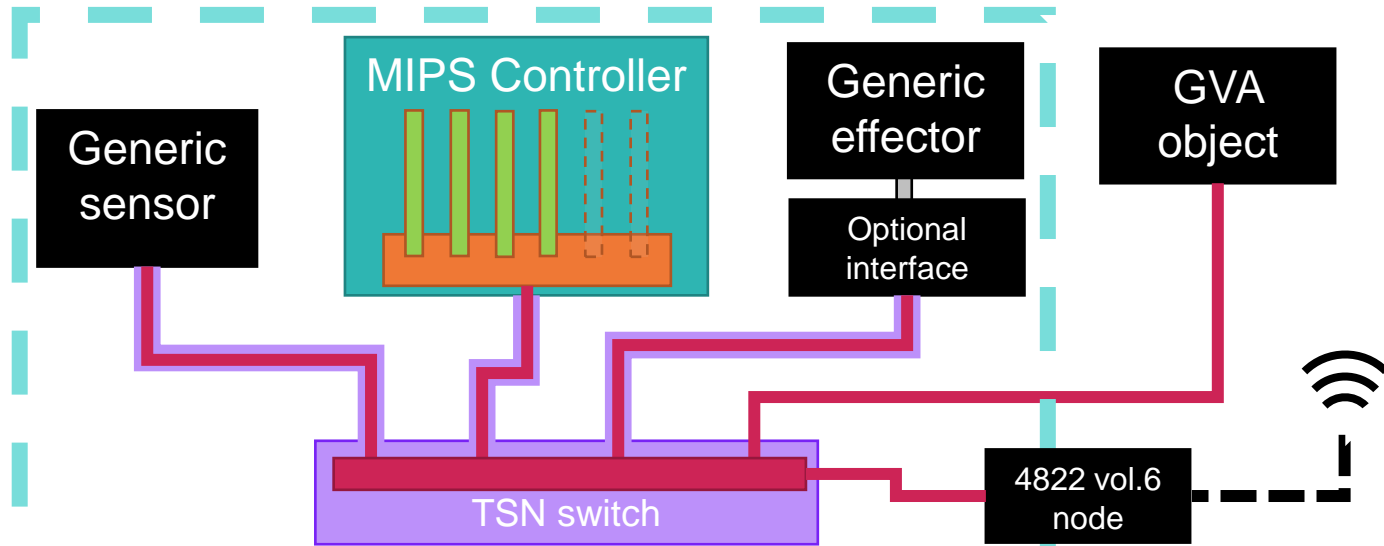 MIPS Controller
Generic
effector
GVA
object
Generic
sensor
Optional
interface
4822 vol.6
node
TSN switch